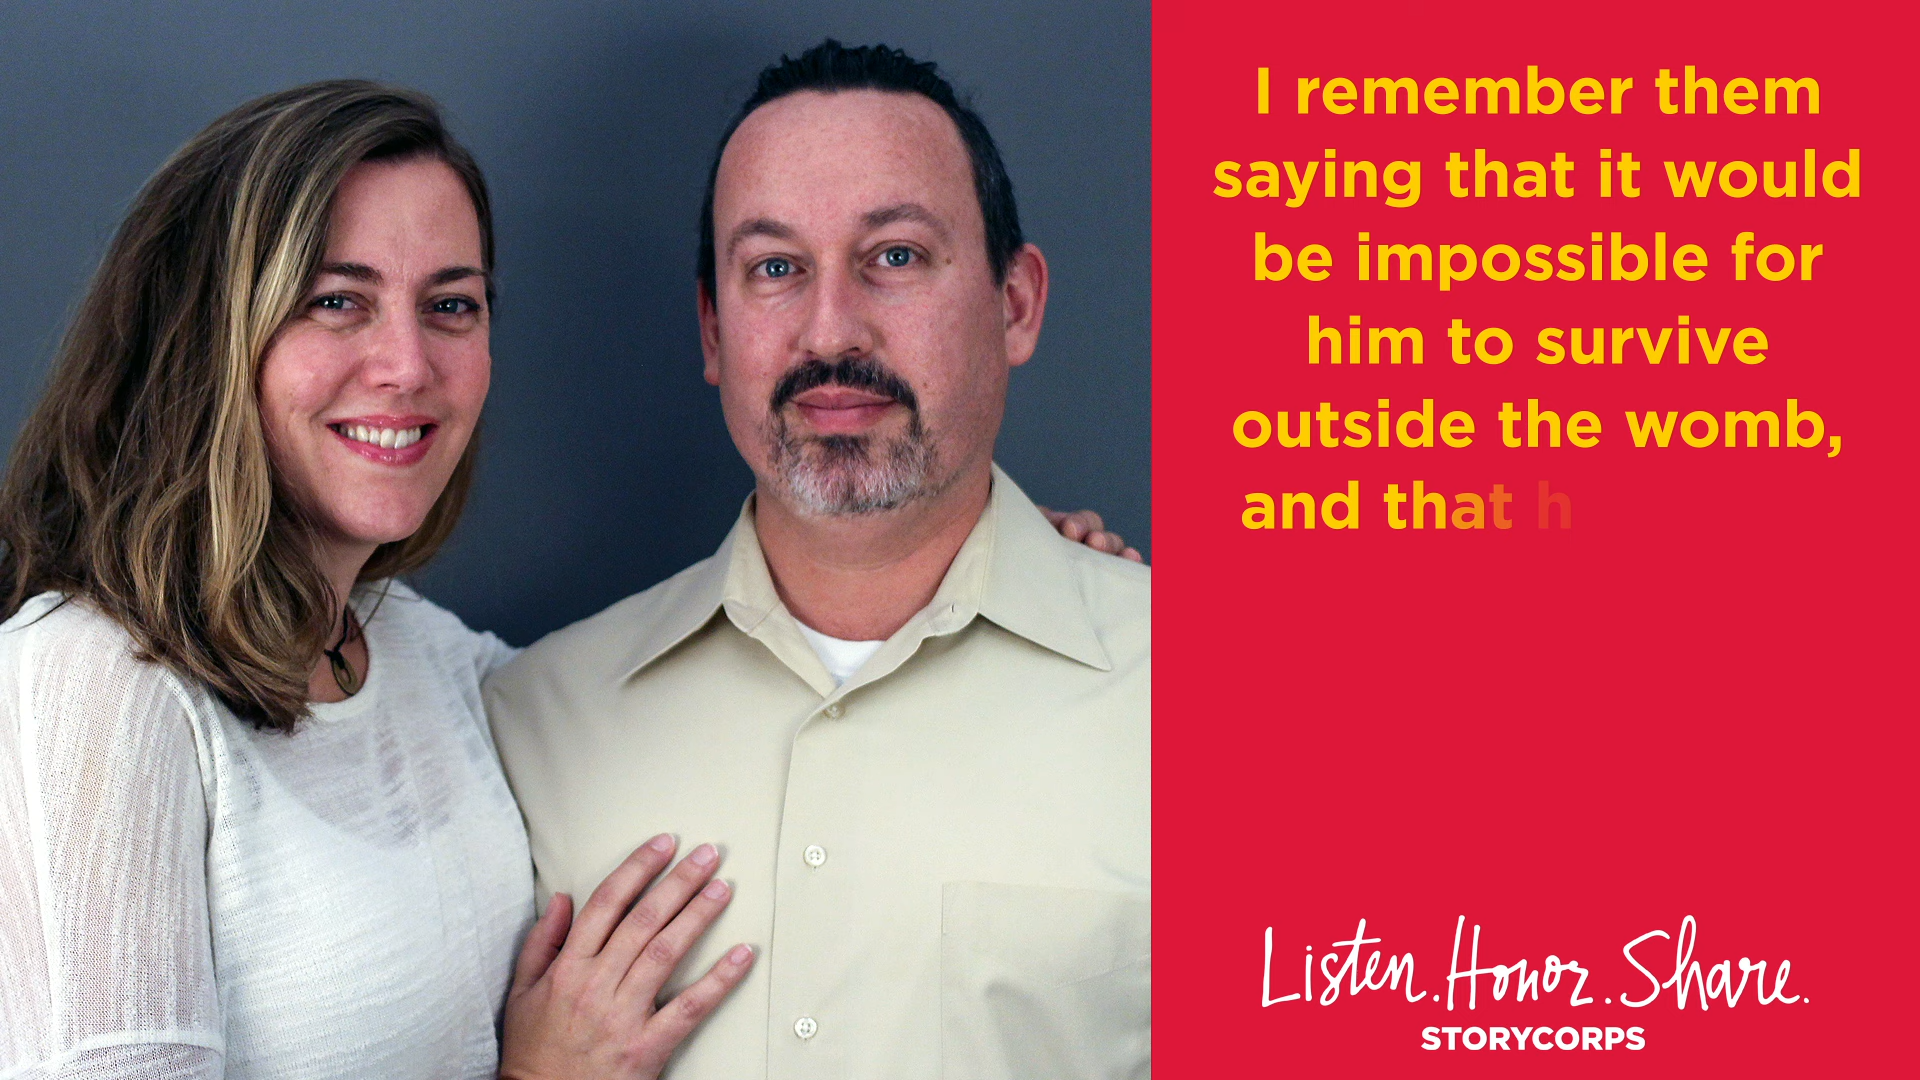 I remember them
saying that it would
be impossible for
him to survive
outside the womb,
and that h
Listen. Honor. Share.
STORYCORPS